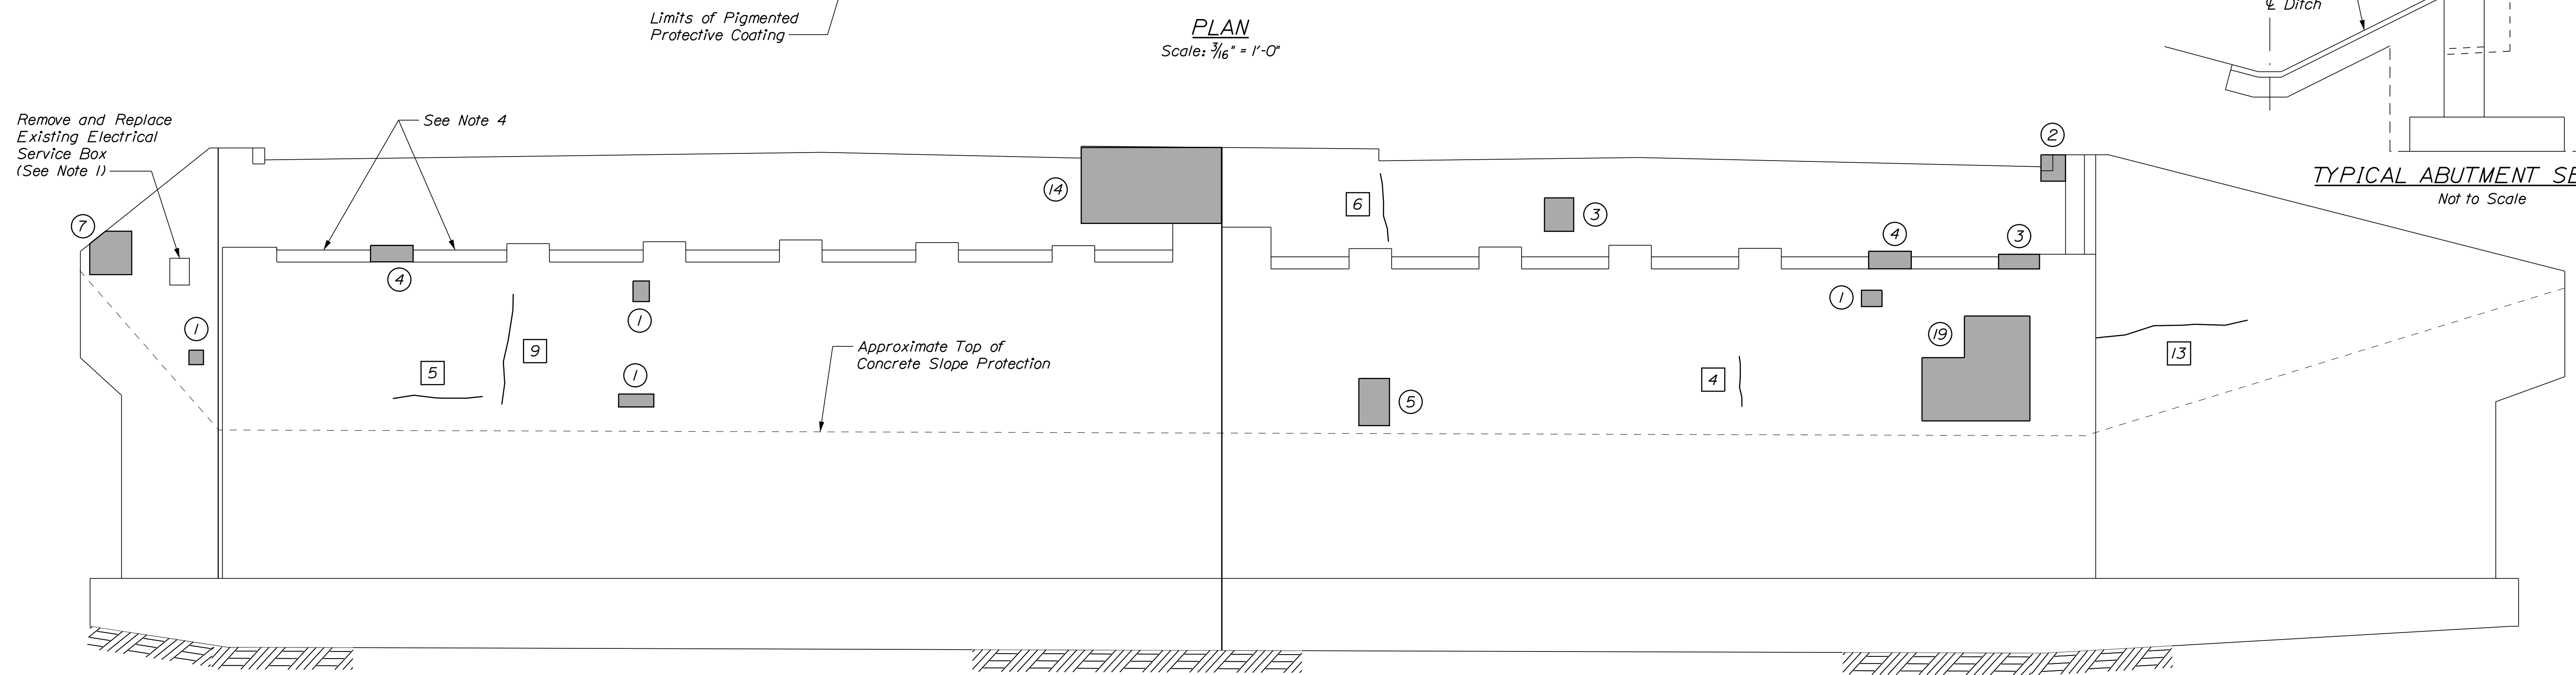 Limits of Pigmented
Protective Coating
PLAN
Scale: 3/16" = 1'-0"
℄ Ditch
Remove and Replace
Existing Electrical
Service Box
(See Note 1)
See Note 4
2
TYPICAL ABUTMENT SE
Not to Scale
14
6
3
7
4
3
4
1
1
1
19
9
5
Approximate Top of
Concrete Slope Protection
1
5
4
13